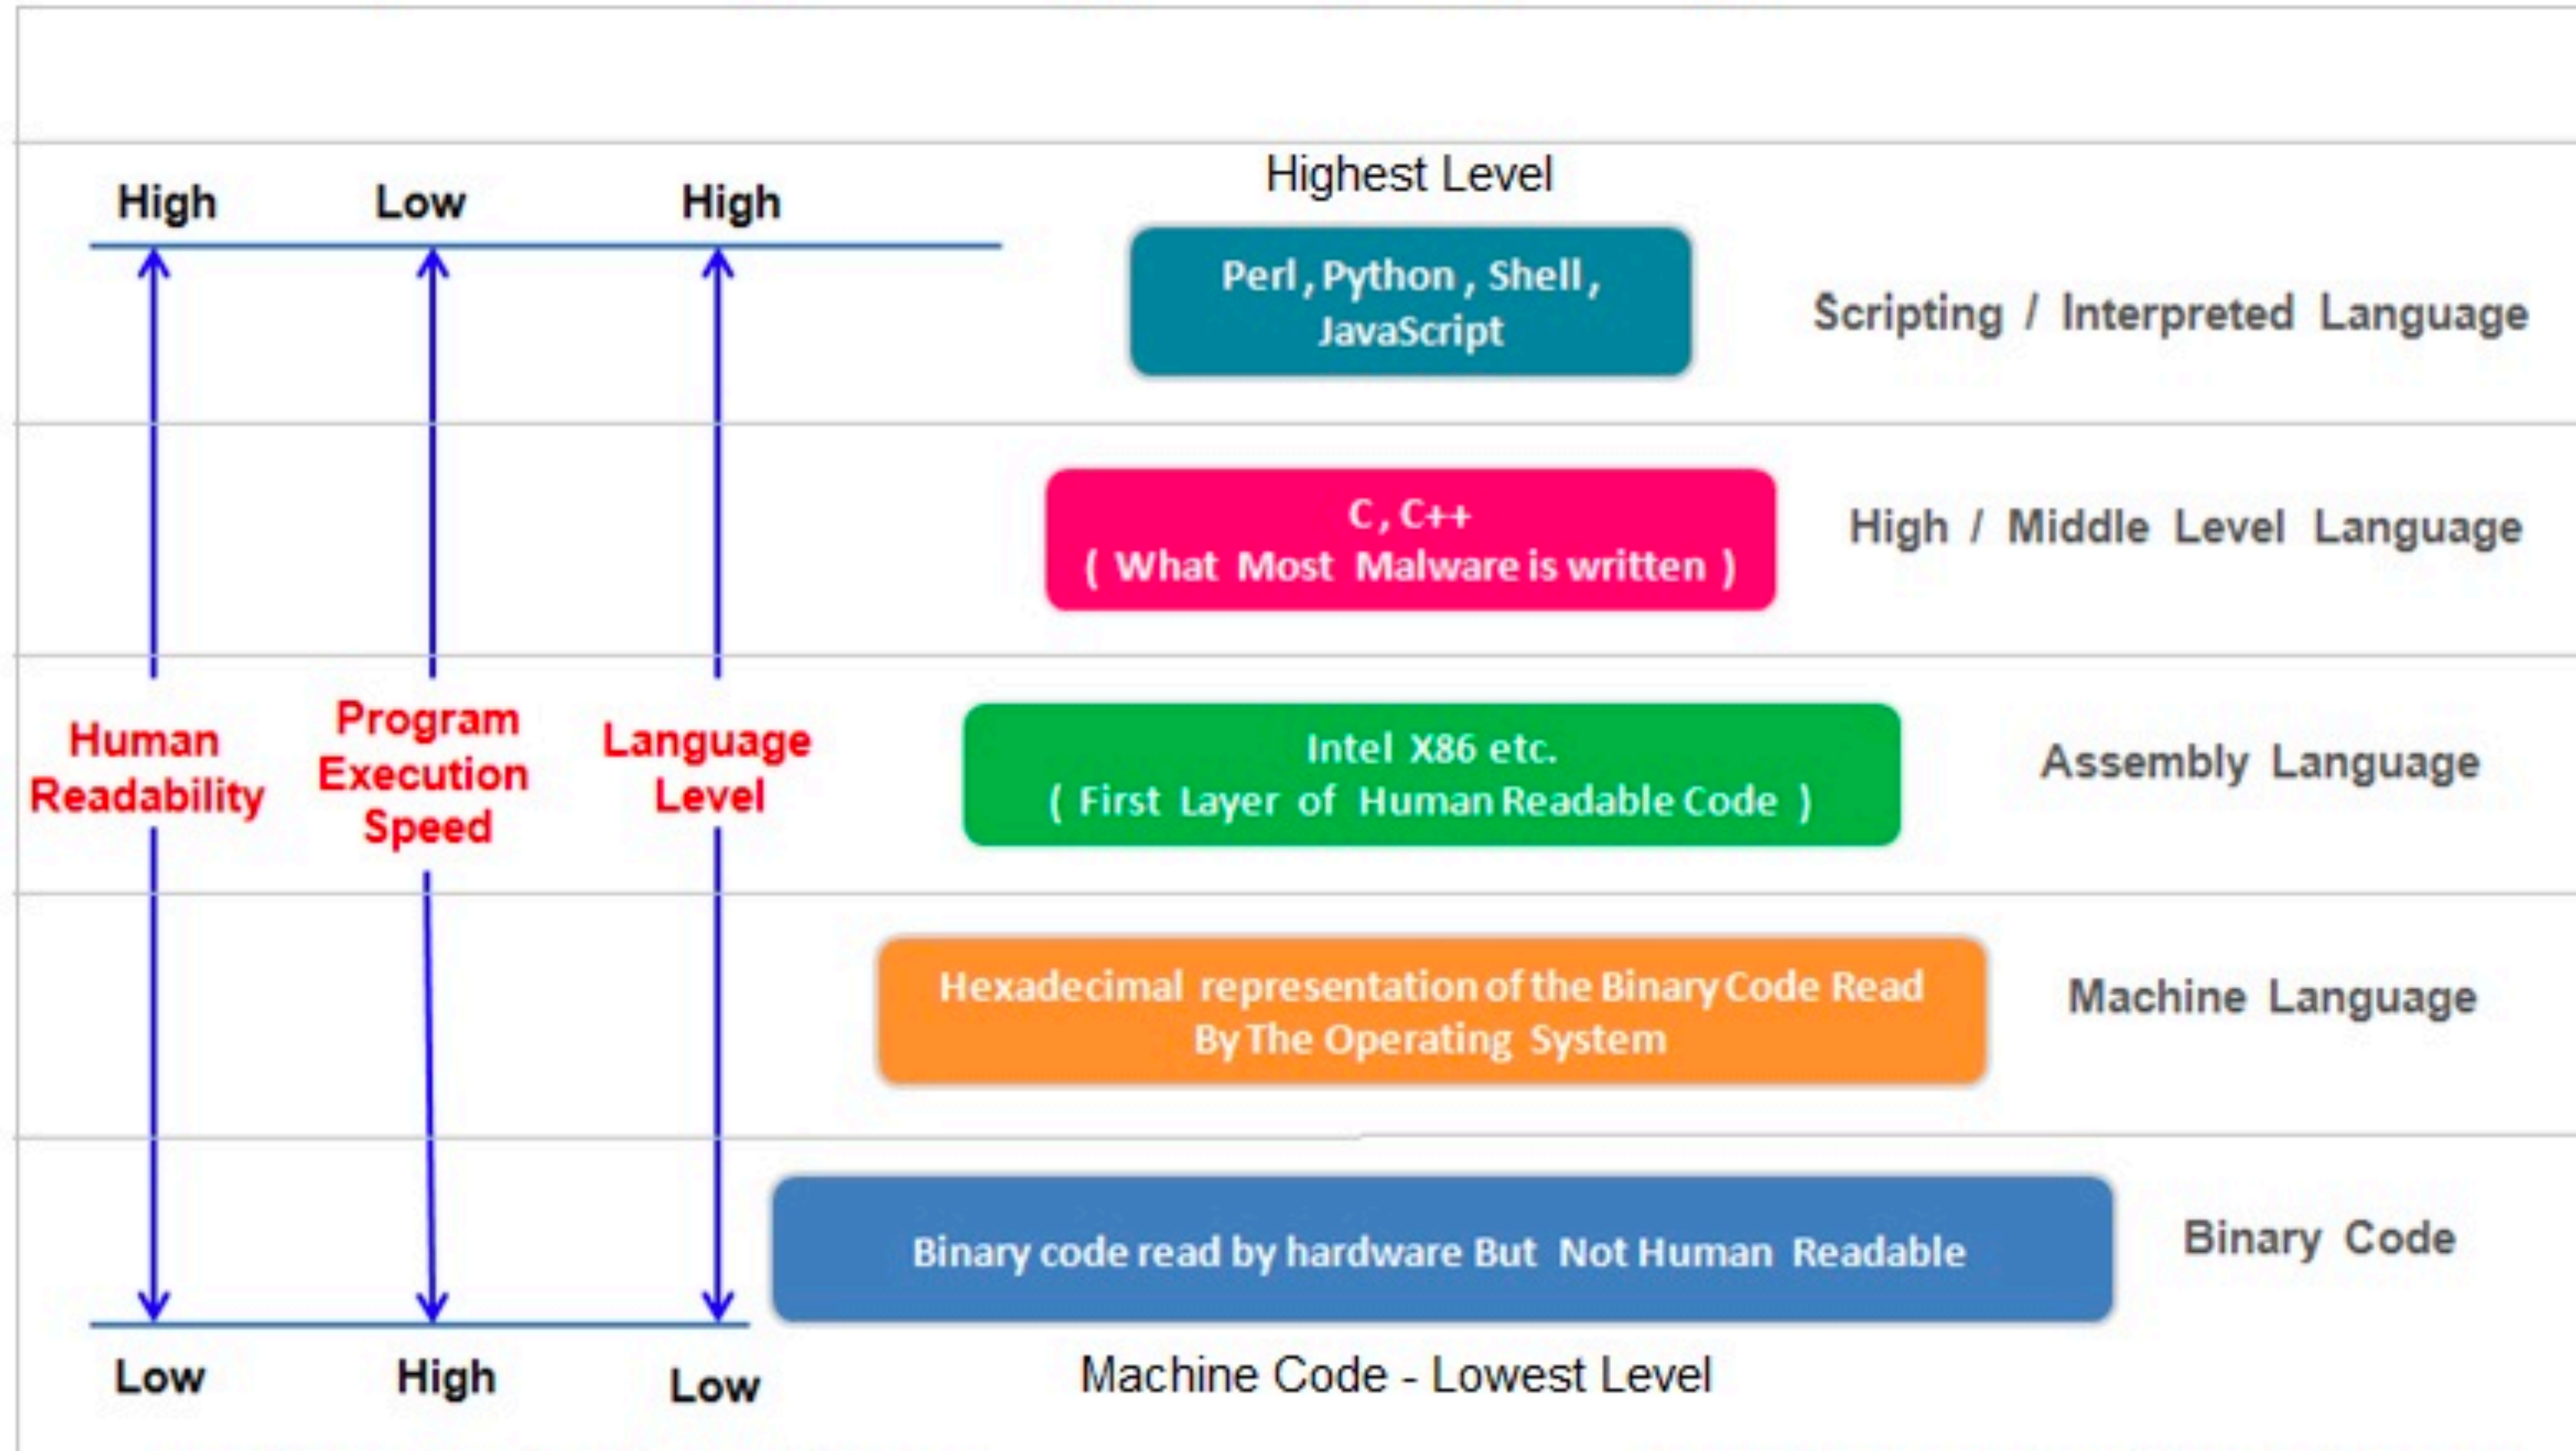 High Low High
Highest Level
Perl , Python , Shell ,
JavaScript
Scripting / Interpreted Language
C , C++
( What Most Malware is written )
High / Middle Level Language
Human
Readability
Program
Execution
Speed
Language
Level
Intel X86 etc.
( First Layer of Human Readable Code )
Assembly Language
Hexadecimal representation of the Binary Code Read
By The Operating System
Machine Language
Binary code read by hardware But Not Human Readable
Binary Code
Low High Low
Machine Code - Lowest Level